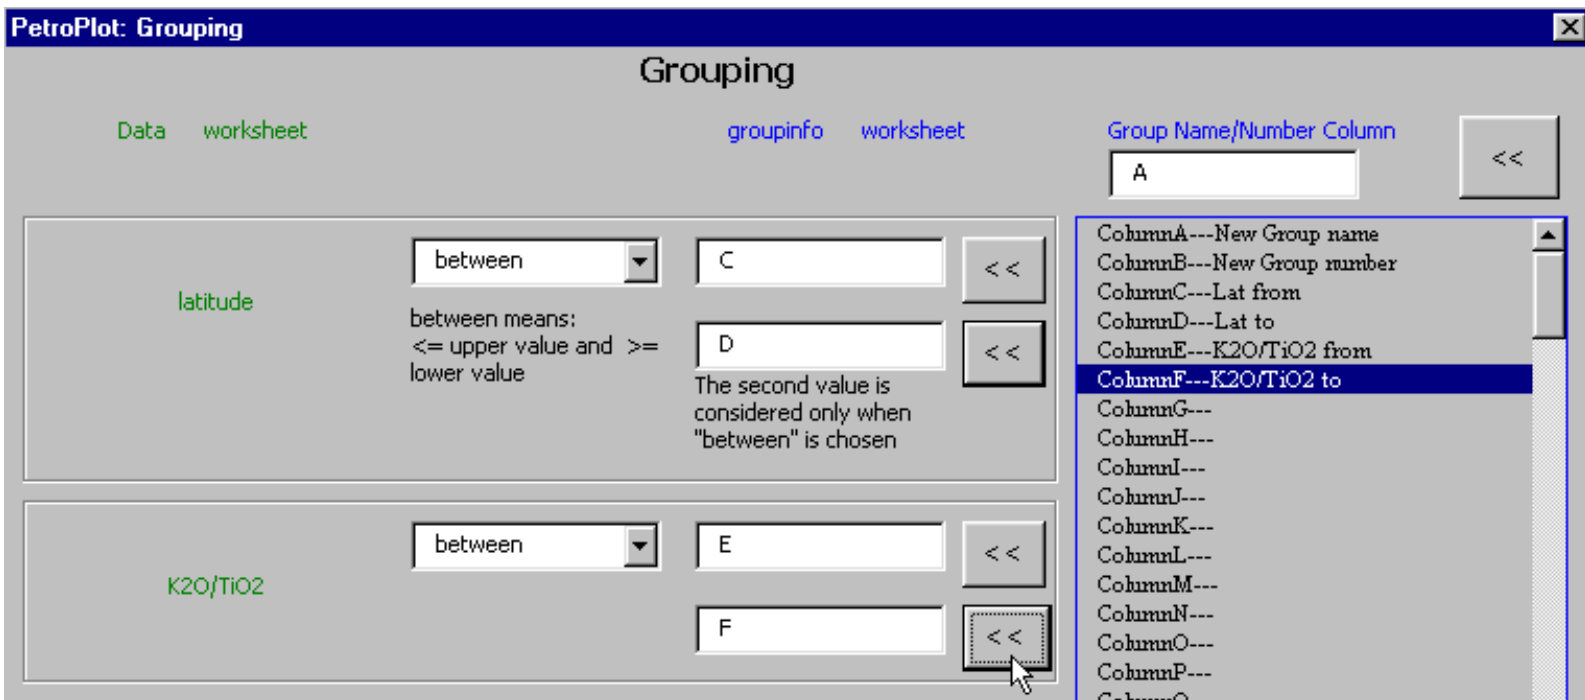 PetroPlot: Grouping
Grouping
Data worksheet
groupinfo worksheet
Group Name/Number Column
A
<<
latitude
between
between means:
<= upper value and >=
lower value
C
<<
D
<<
The second value is
considered only when
"between" is chosen
K2O/TiO2
between
E
<<
F
<<
ColumnA---New Group name
ColumnB---New Group number
ColumnC---Lat from
ColumnD---Lat to
ColumnE---K2O/TiO2 from
ColumnF---K2O/TiO2 to
ColumnG---
ColumnH---
ColumnI---
ColumnJ---
ColumnK---
ColumnL---
ColumnM---
ColumnN---
ColumnO---
ColumnP---